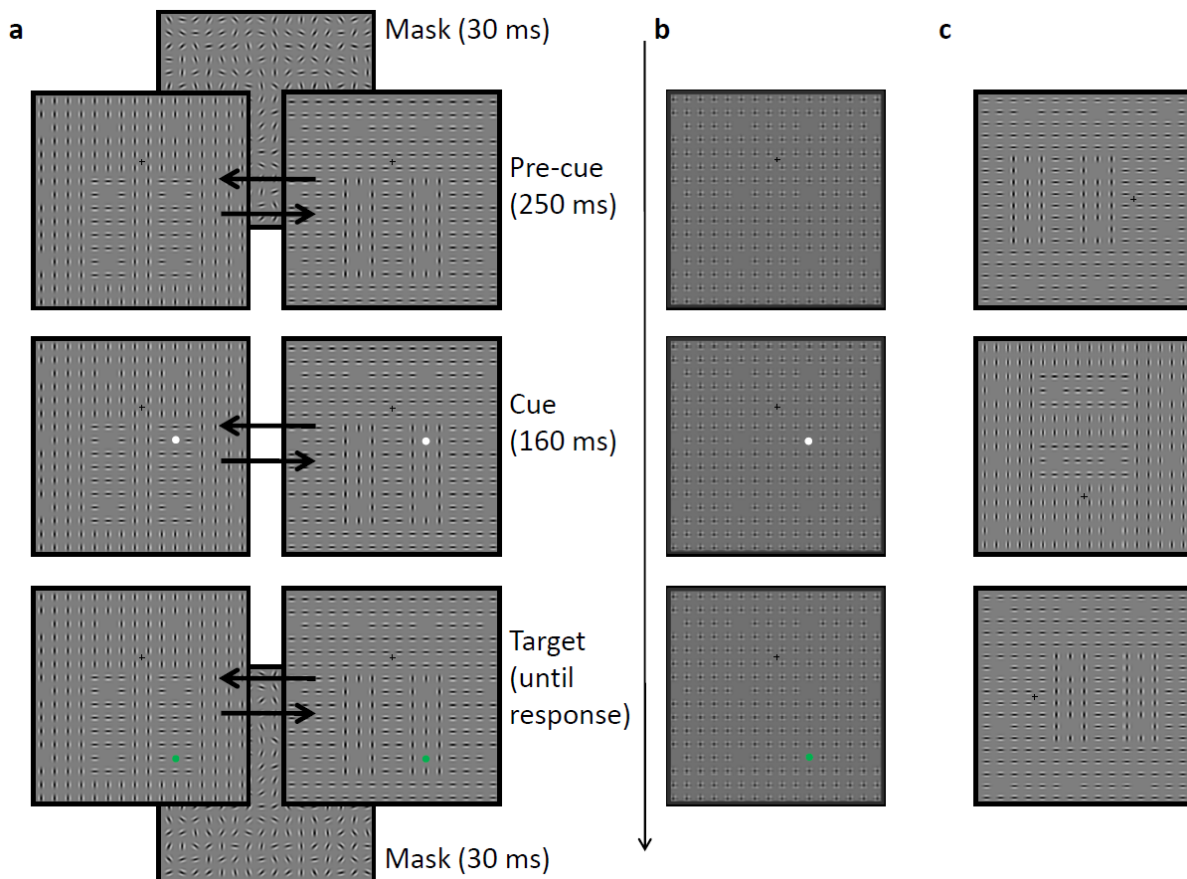 a
Mask (30 ms)
Pre-cue
(250 ms)
Cue
(160 ms)
Target
(until
response)
Mask (30 ms)
b
c